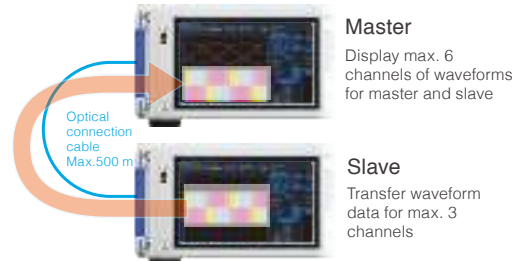 Master
Display max. 6
channels of waveforms
for master and slave
Optical
connection
cable
Max.500 m
Slave
Transfer waveform
data for max. 3
channels